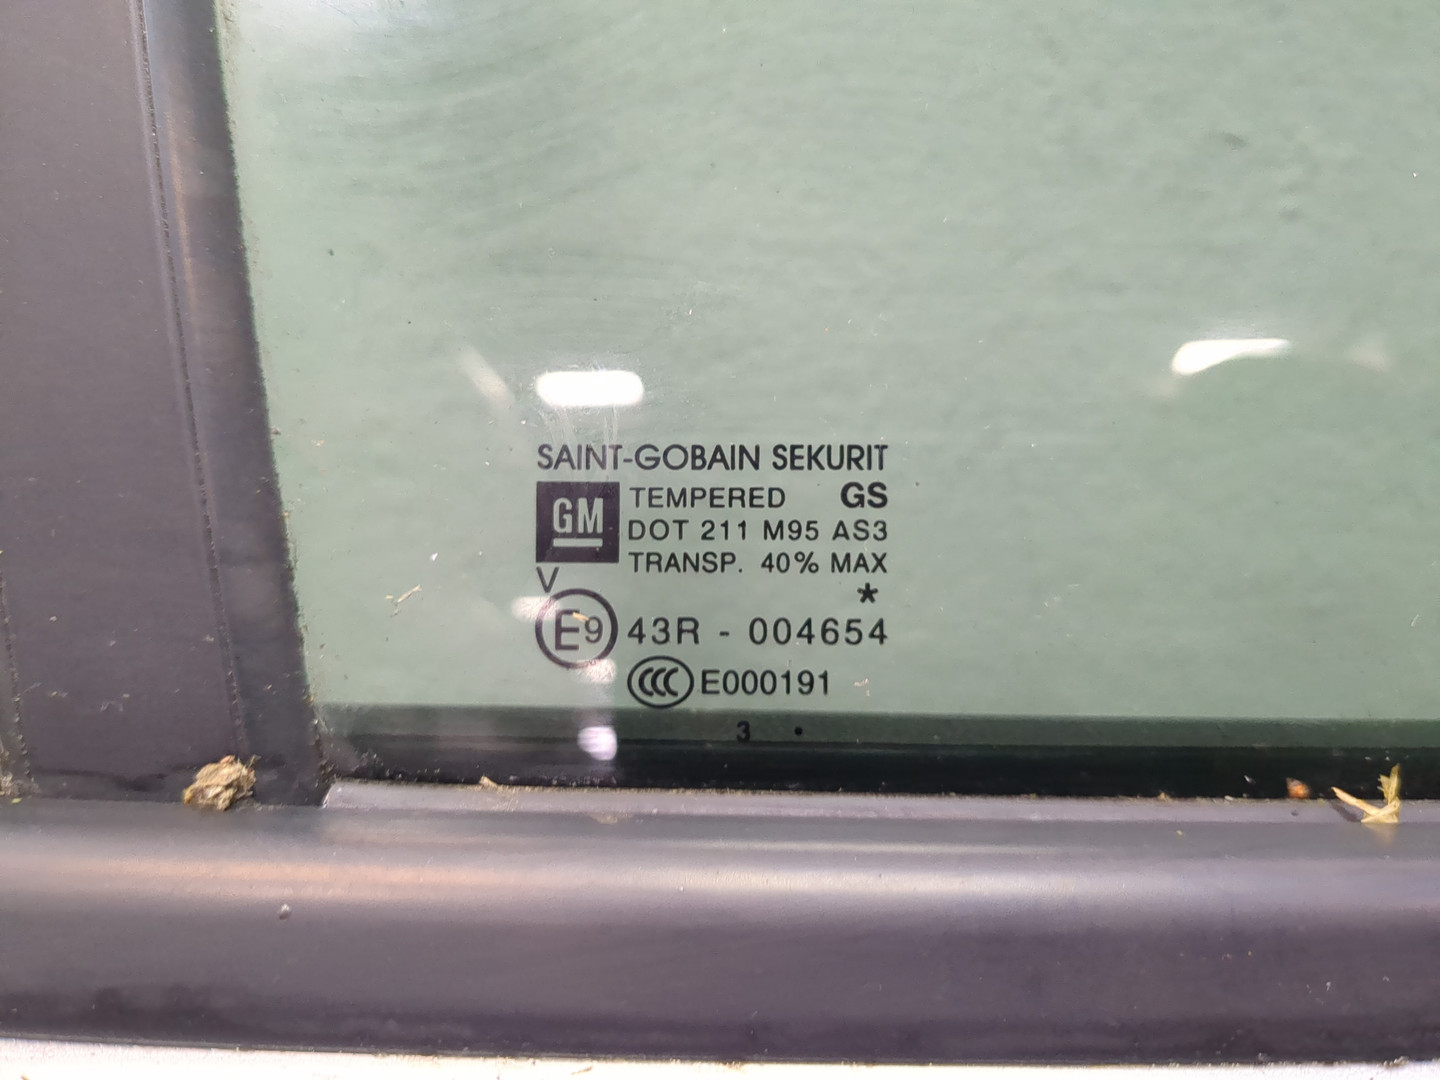 SAINT-GOBAIN SEKURIT
GM TEMPERED GS
DOT 211 M95 AS3
TRANSP. 40% MAX
V *
E9 43R - 004654
CCC E000191
3 •